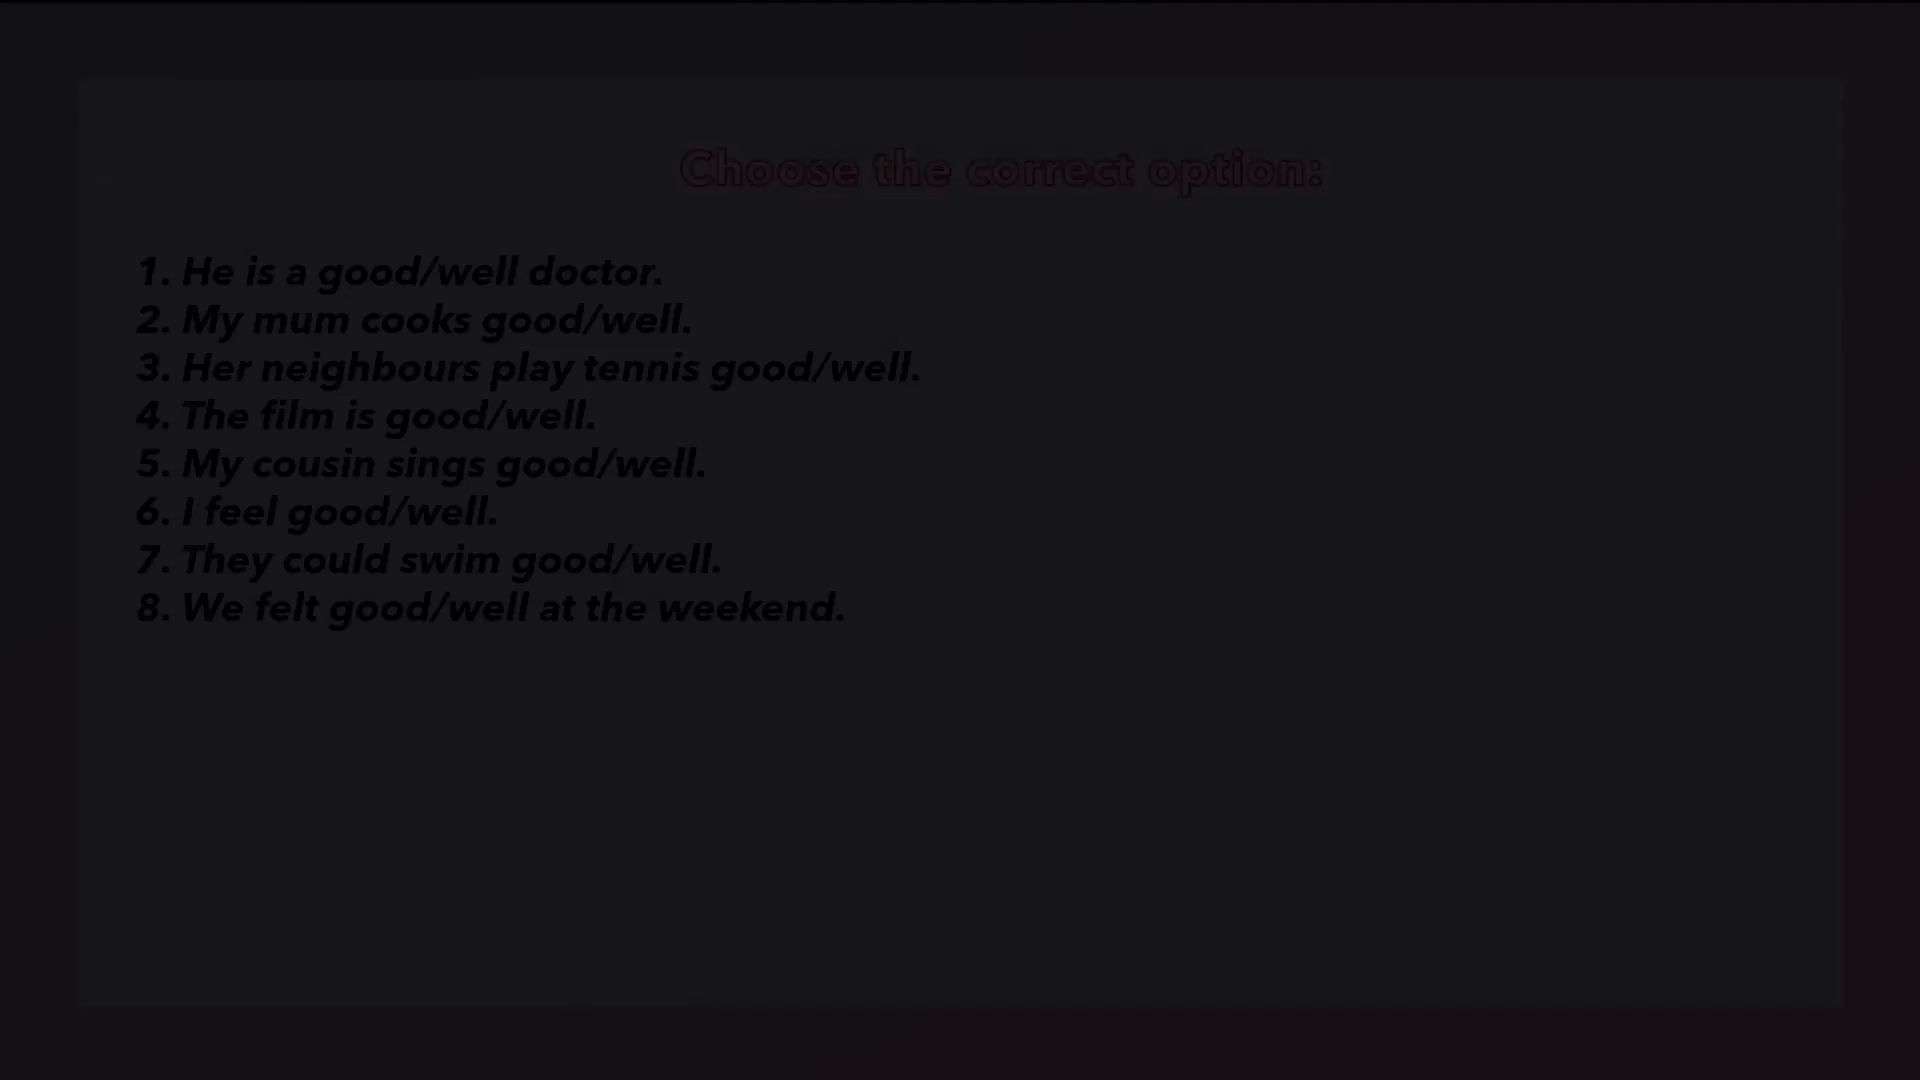 Choose the correct option:
1. He is a good/well doctor.
2. My mum cooks good/well.
3. Her neighbours play tennis good/well.
4. The film is good/well.
5. My cousin sings good/well.
6. I feel good/well.
7. They could swim good/well.
8. We felt good/well at the weekend.